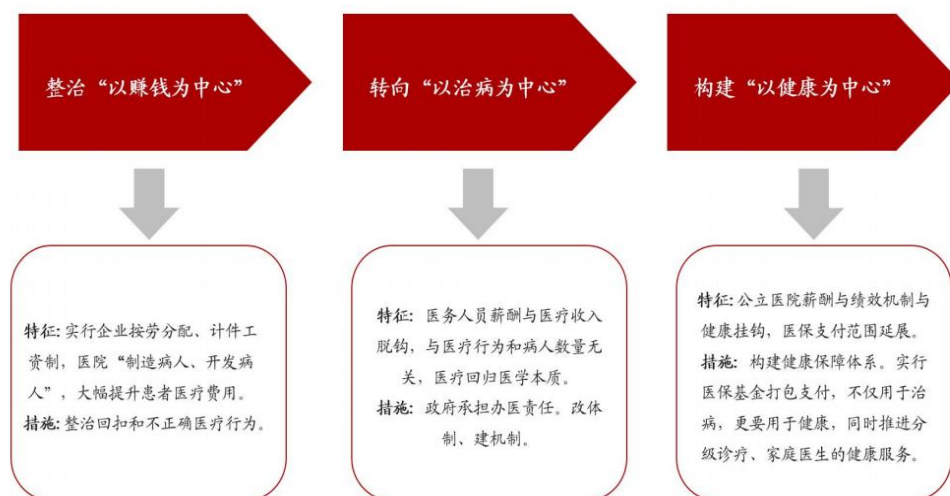 整治“以赚钱为中心”
转向“以治病为中心”
构建“以健康为中心”
特征: 实行企业按劳分配、计件工
资制，医院“制造病人、开发病
人”，大幅提升患者医疗费用。
措施: 整治回扣和不正确医疗行为。
特征： 医务人员薪酬与医疗收入
脱钩，与医疗行为和病人数量无
关，医疗回归医学本质。
措施： 政府承担办医责任。改体
制、建机制。
特征: 公立医院薪酬与绩效机制与
健康挂钩，医保支付范围延展。
措施： 构建健康保障体系。实行
医保基金打包支付，不仅用于治
病，更要用于健康，同时推进分
级诊疗、家庭医生的健康服务。